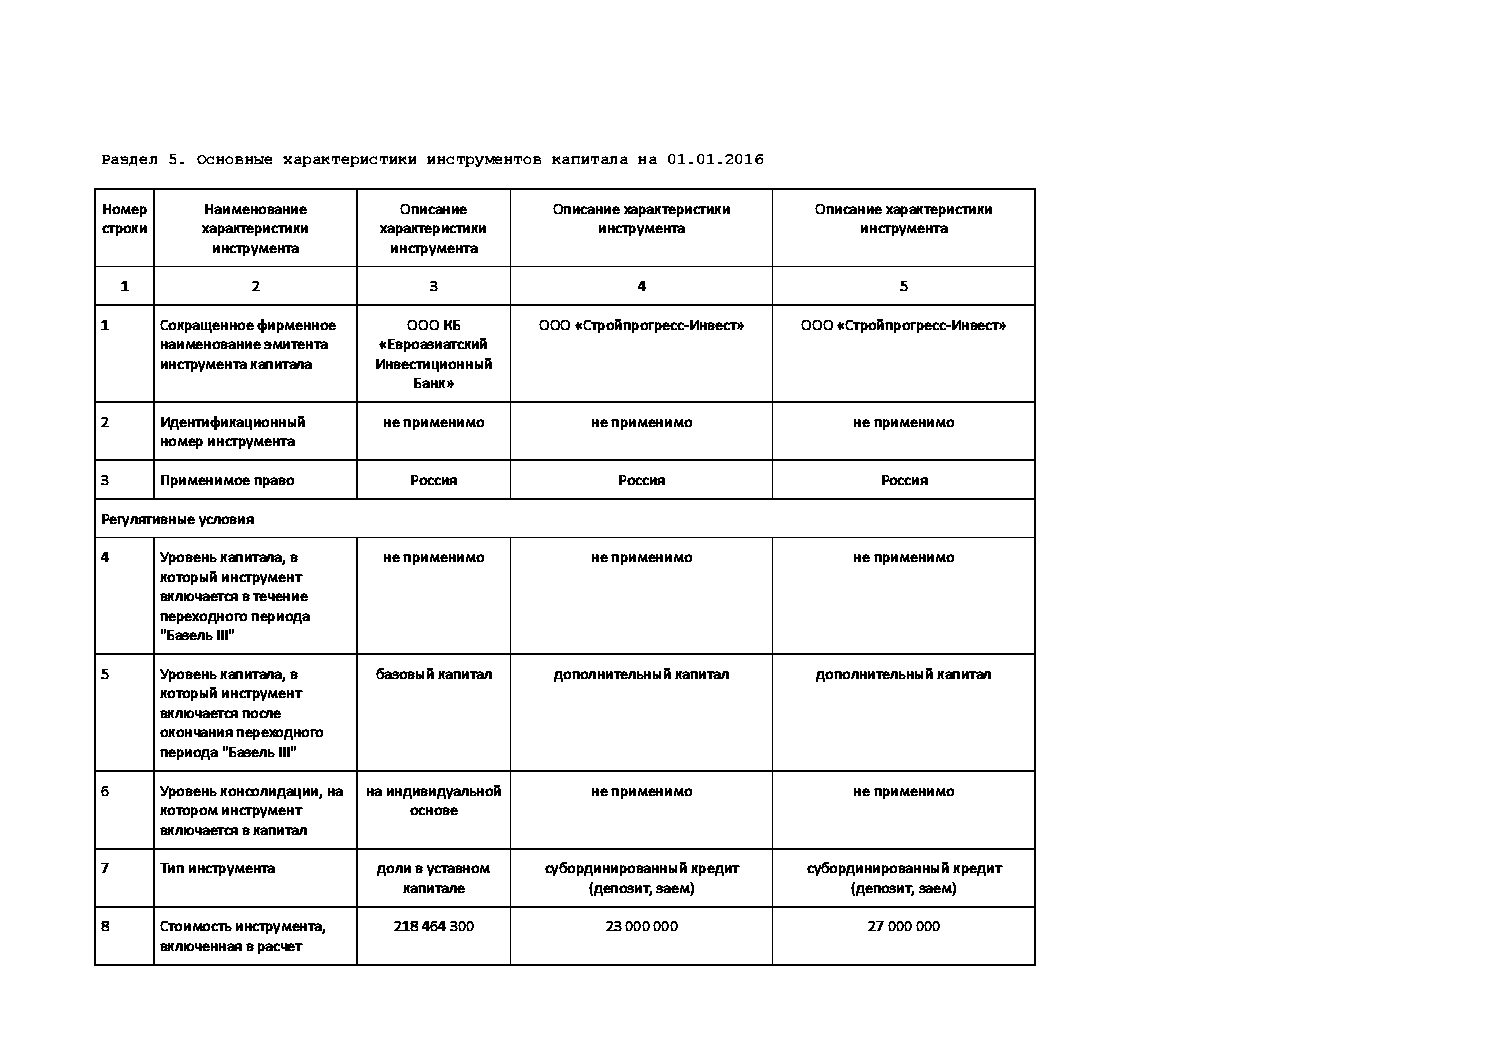 Раздел 5. Основные характеристики инструментов капитала на 01.01.2016
Номер строки | Наименование характеристики инструмента | Описание характеристики инструмента | Описание характеристики инструмента | Описание характеристики инструмента
1 | 2 | 3 | 4 | 5
1 | Сокращенное фирменное наименование эмитента инструмента капитала | ООО КБ «Евроазиатский Инвестиционный Банк» | ООО «Стройпрогресс-Инвест» | ООО «Стройпрогресс-Инвест»
2 | Идентификационный номер инструмента | не применимо | не применимо | не применимо
3 | Применимое право | Россия | Россия | Россия
Регулятивные условия
4 | Уровень капитала, в который инструмент включается в течение переходного периода "Базель III" | не применимо | не применимо | не применимо
5 | Уровень капитала, в который инструмент включается после окончания переходного периода "Базель III" | базовый капитал | дополнительный капитал | дополнительный капитал
6 | Уровень консолидации, на котором инструмент включается в капитал | на индивидуальной основе | не применимо | не применимо
7 | Тип инструмента | доли в уставном капитале | субординированный кредит (депозит, заем) | субординированный кредит (депозит, заем)
8 | Стоимость инструмента, включенная в расчет | 218 464 300 | 23 000 000 | 27 000 000